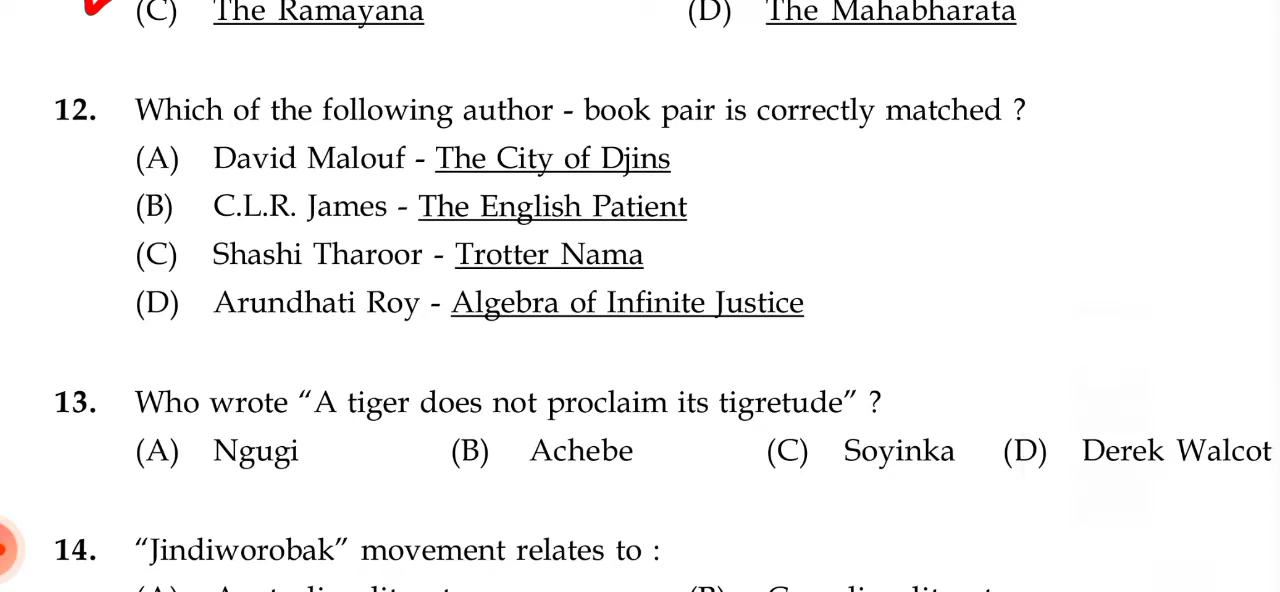 (C) The Ramayana (D) The Mahabharata
12. Which of the following author - book pair is correctly matched ?
(A) David Malouf - The City of Djins
(B) C.L.R. James - The English Patient
(C) Shashi Tharoor - Trotter Nama
(D) Arundhati Roy - Algebra of Infinite Justice
13. Who wrote “A tiger does not proclaim its tigretude” ?
(A) Ngugi (B) Achebe (C) Soyinka (D) Derek Walcot
14. “Jindiworobak” movement relates to :